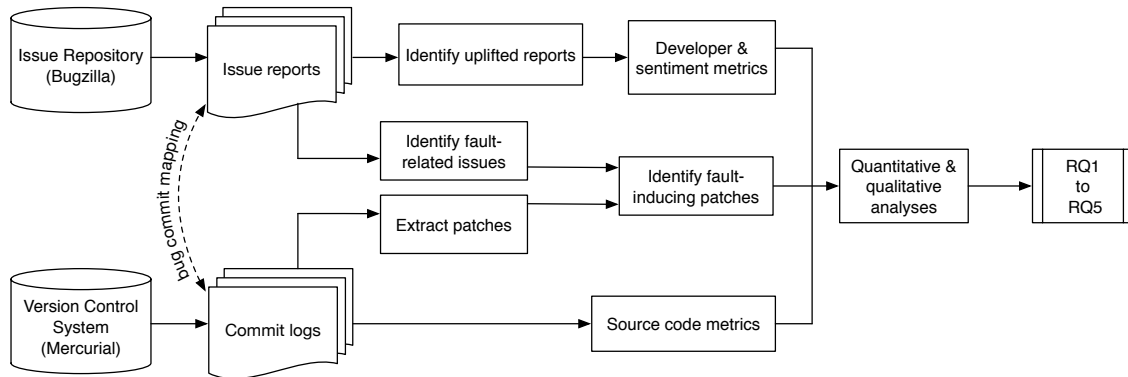 Issue Repository
(Bugzilla)
Issue reports
Identify uplifted reports
Developer &
sentiment metrics
bug commit mapping
Identify fault-
related issues
Extract patches
Identify fault-
inducing patches
Quantitative &
qualitative
analyses
RQ1
to
RQ5
Version Control
System
(Mercurial)
Commit logs
Source code metrics